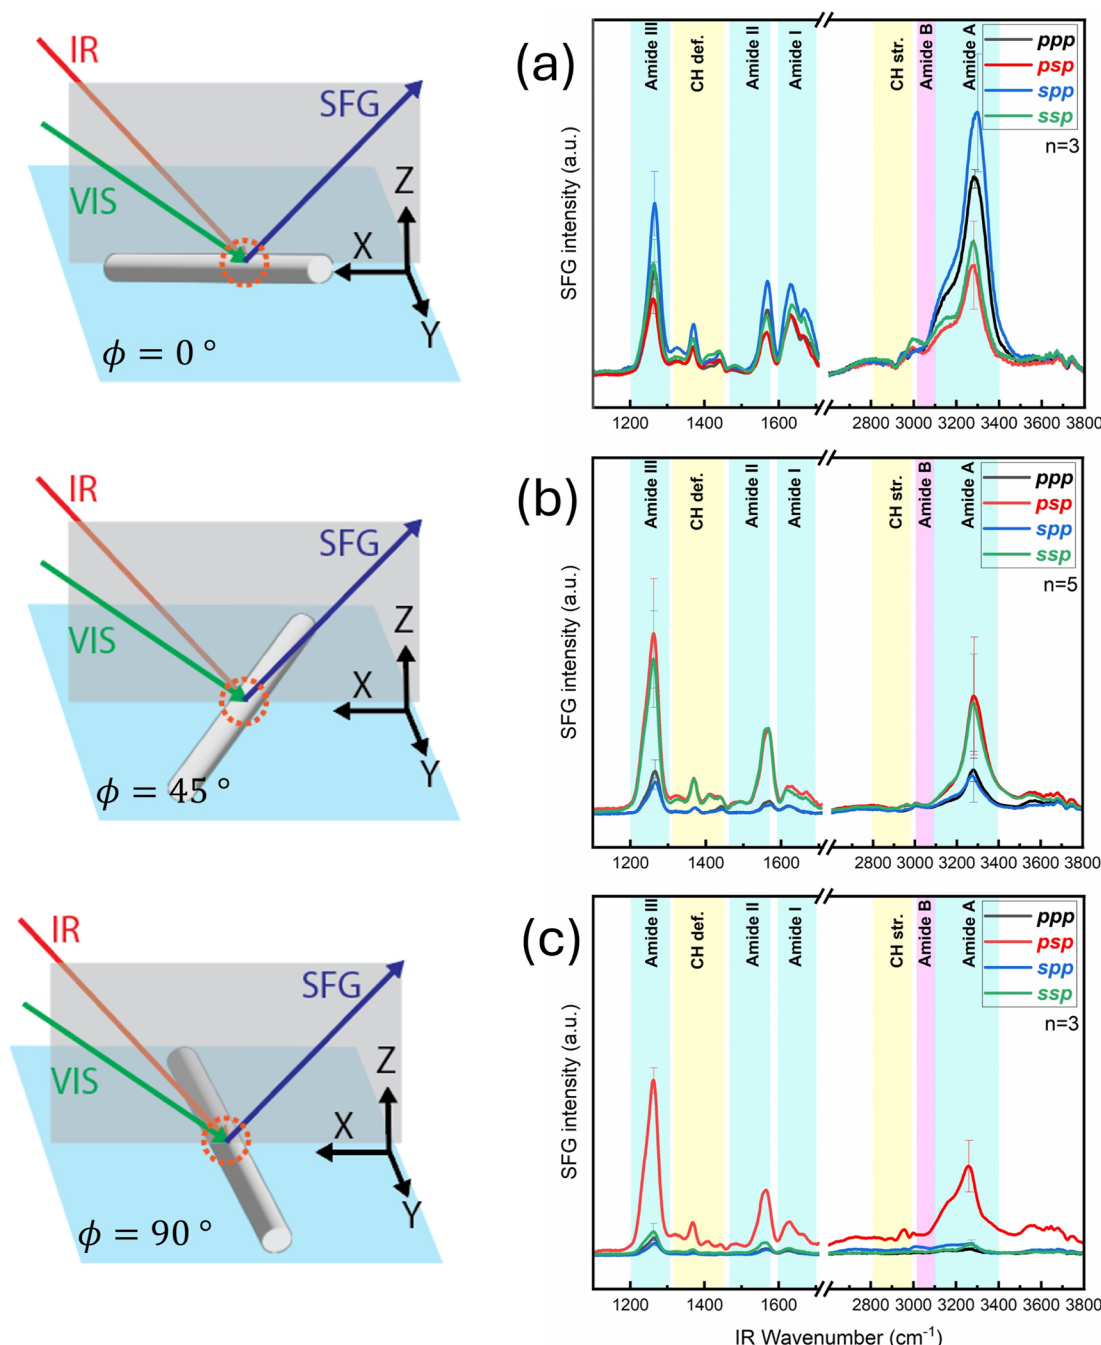 IR
SFG
VIS
Z
X
Y
ϕ = 0 °
(a)
SFG intensity (a.u.)
Amide III
CH def.
Amide II
Amide I
CH str.
Amide B
Amide A
ppp
psp
spp
ssp
n=3
1200 1400 1600 2800 3000 3200 3400 3600 3800
IR
SFG
VIS
Z
X
Y
ϕ = 45 °
(b)
SFG intensity (a.u.)
Amide III
CH def.
Amide II
Amide I
CH str.
Amide B
Amide A
ppp
psp
spp
ssp
n=5
1200 1400 1600 2800 3000 3200 3400 3600 3800
IR
SFG
VIS
Z
X
Y
ϕ = 90 °
(c)
SFG intensity (a.u.)
Amide III
CH def.
Amide II
Amide I
CH str.
Amide B
Amide A
ppp
psp
spp
ssp
n=3
1200 1400 1600 2800 3000 3200 3400 3600 3800
IR Wavenumber (cm⁻¹)